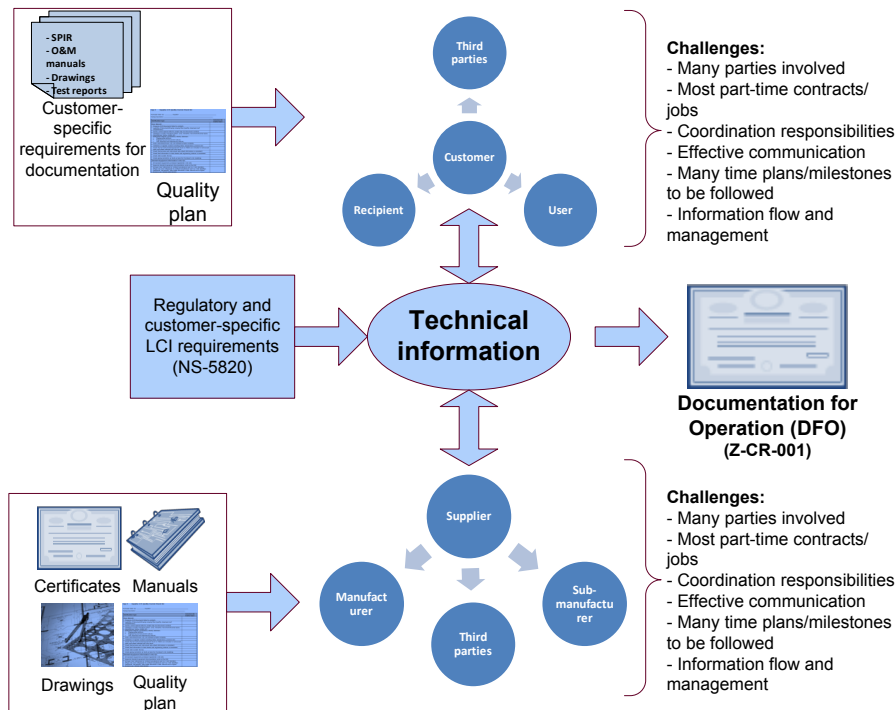 - SPIR
- O&M
manuals
- Drawings
- Test reports
Customer-
specific
requirements for
documentation
Quality
plan
Third
parties
Customer
Recipient
User
Challenges:
- Many parties involved
- Most part-time contracts/
jobs
- Coordination responsibilities
- Effective communication
- Many time plans/milestones
to be followed
- Information flow and
management
Regulatory and
customer-specific
LCI requirements
(NS-5820)
Technical
information
Documentation for
Operation (DFO)
(Z-CR-001)
Certificates
Manuals
Drawings
Quality
plan
Supplier
Manufact
urer
Third
parties
Sub-
manufactu
rer
Challenges:
- Many parties involved
- Most part-time contracts/
jobs
- Coordination responsibilities
- Effective communication
- Many time plans/milestones
to be followed
- Information flow and
management